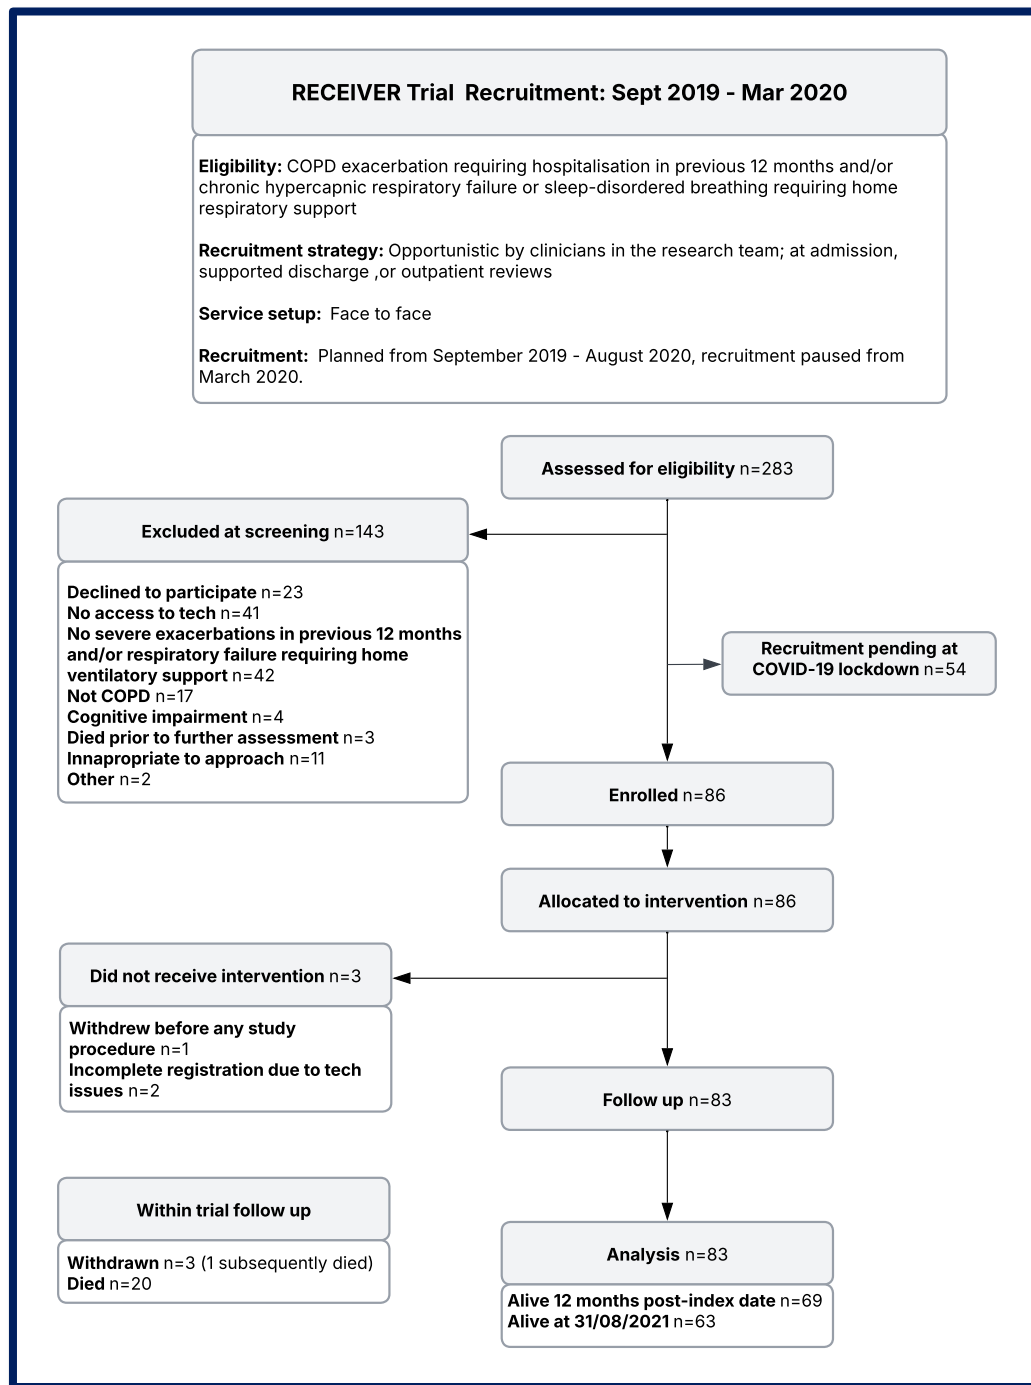 RECEIVER Trial Recruitment: Sept 2019 - Mar 2020
Eligibility: COPD exacerbation requiring hospitalisation in previous 12 months and/or
chronic hypercapnic respiratory failure or sleep-disordered breathing requiring home
respiratory support
Recruitment strategy: Opportunistic by clinicians in the research team; at admission,
supported discharge ,or outpatient reviews
Service setup: Face to face
Recruitment: Planned from September 2019 - August 2020, recruitment paused from
March 2020.
Assessed for eligibility n=283
Excluded at screening n=143
Declined to participate n=23
No access to tech n=41
No severe exacerbations in previous 12 months
and/or respiratory failure requiring home
ventilatory support n=42
Not COPD n=17
Cognitive impairment n=4
Died prior to further assessment n=3
Innapropriate to approach n=11
Other n=2
Recruitment pending at
COVID-19 lockdown n=54
Enrolled n=86
Allocated to intervention n=86
Did not receive intervention n=3
Withdrew before any study
procedure n=1
Incomplete registration due to tech
issues n=2
Follow up n=83
Within trial follow up
Withdrawn n=3 (1 subsequently died)
Died n=20
Analysis n=83
Alive 12 months post-index date n=69
Alive at 31/08/2021 n=63